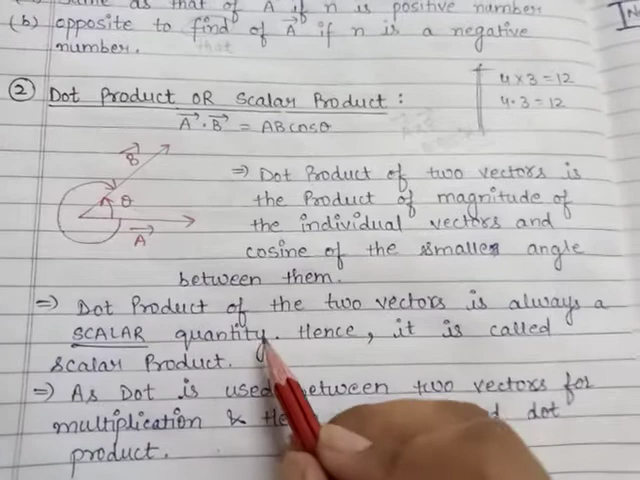 same as that of A if n is positive number
(b) opposite to find of A⃗ if n is a negative
number.
② Dot Product OR Scalar Product :
A⃗ · B⃗ = AB cosθ
4 × 3 = 12
4 · 3 = 12
B⃗
θ
A⃗
⇒ Dot Product of two vectors is
the Product of magnitude of
the individual vectors and
cosine of the smaller angle
between them.
⇒ Dot Product of the two vectors is always a
SCALAR quantity. Hence, it is called
Scalar Product.
⇒ As Dot is used between two vectors for
multiplication & dot
product.